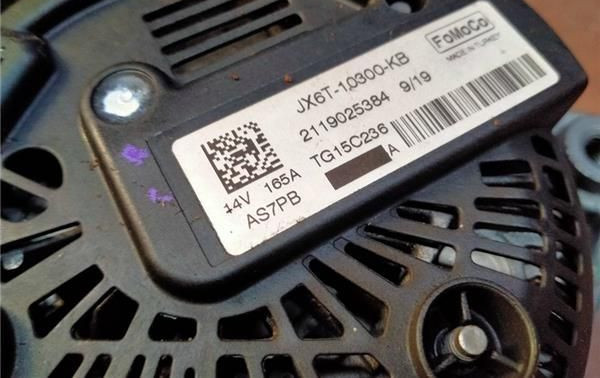 FoMoCo
MADE IN TURKEY
JX6T-10300-KB
2119025384 9/19
TG15C236
A
14V 165A
AS7PB